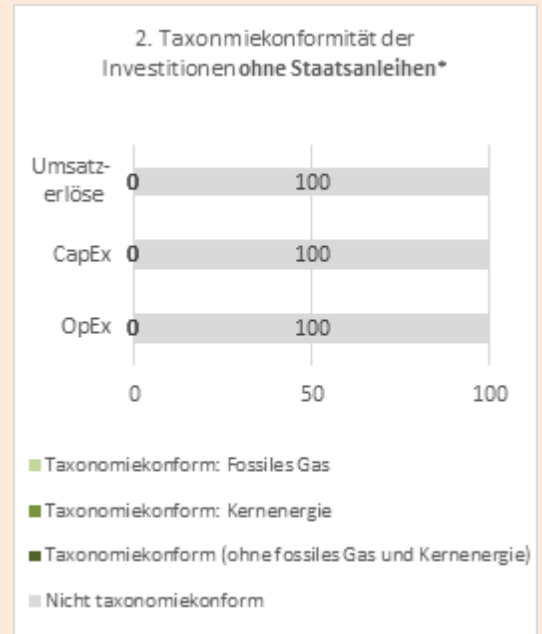 2. Taxonmiekonformität der
Investitionen ohne Staatsanleihen*
Umsatz-
erlöse 0 100
CapEx 0 100
OpEx 0 100
0 50 100
Taxonomiekonform: Fossiles Gas
Taxonomiekonform: Kernenergie
Taxonomiekonform (ohne fossiles Gas und Kernenergie)
Nicht taxonomiekonform